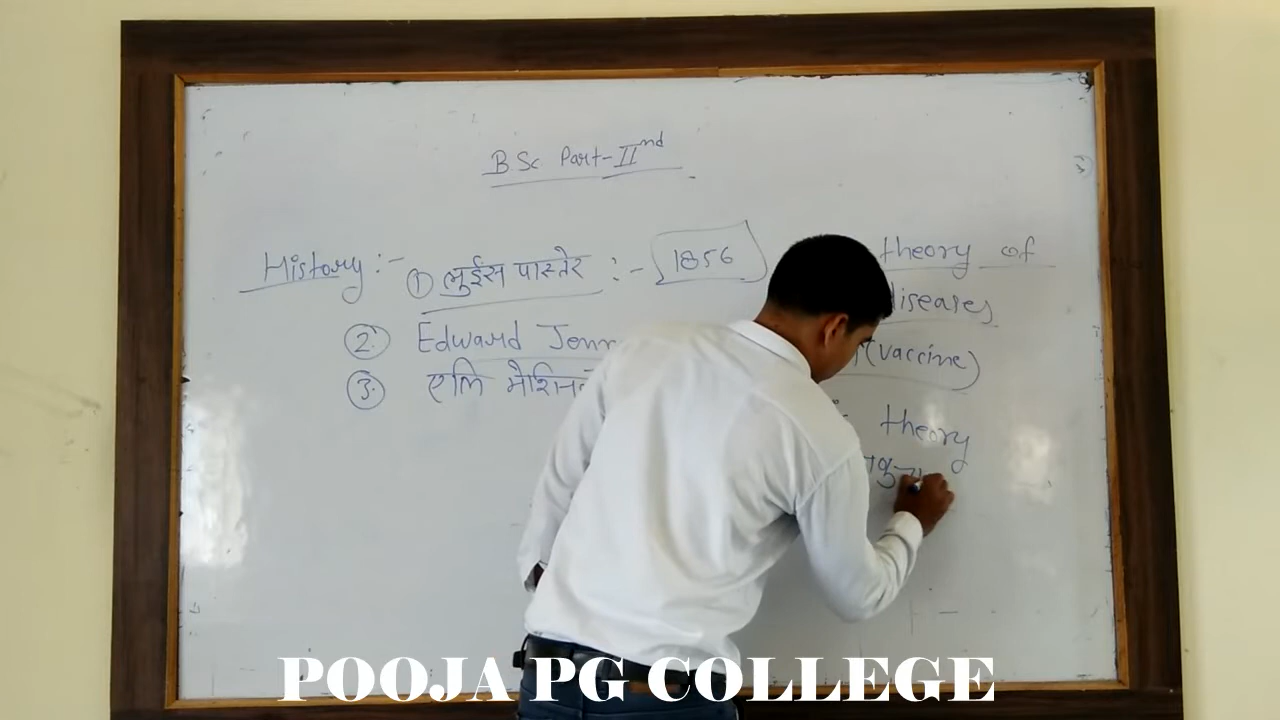 BSc Part-IInd
History :- ① लुईस पास्तेर :- 1856 theory of
diseases
②. Edward Jenn (vaccine)
③. एलि theory
POOJA PG COLLEGE